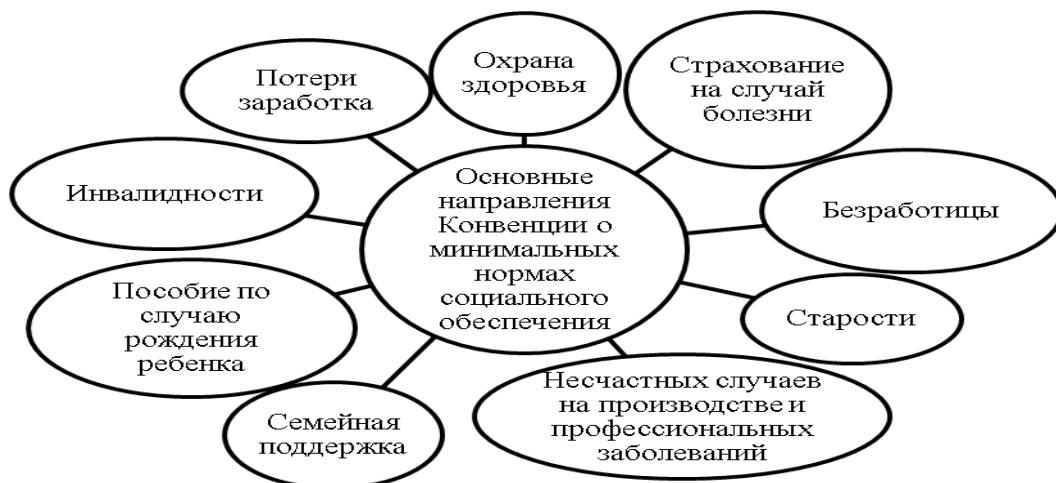 Основные
направления
Конвенции о
минимальных
нормах
социального
обеспечения
Охрана
здоровья
Страхование
на случай
болезни
Безработицы
Старости
Несчастных случаев
на производстве и
профессиональных
заболеваний
Семейная
поддержка
Пособие по
случаю
рождения
ребенка
Инвалидности
Потери
заработка